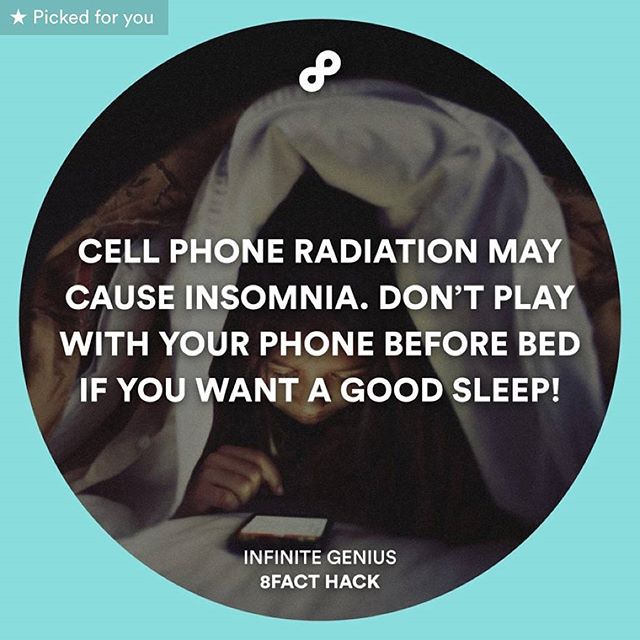 ★ Picked for you
CELL PHONE RADIATION MAY
CAUSE INSOMNIA. DON’T PLAY
WITH YOUR PHONE BEFORE BED
IF YOU WANT A GOOD SLEEP!
INFINITE GENIUS
8FACT HACK